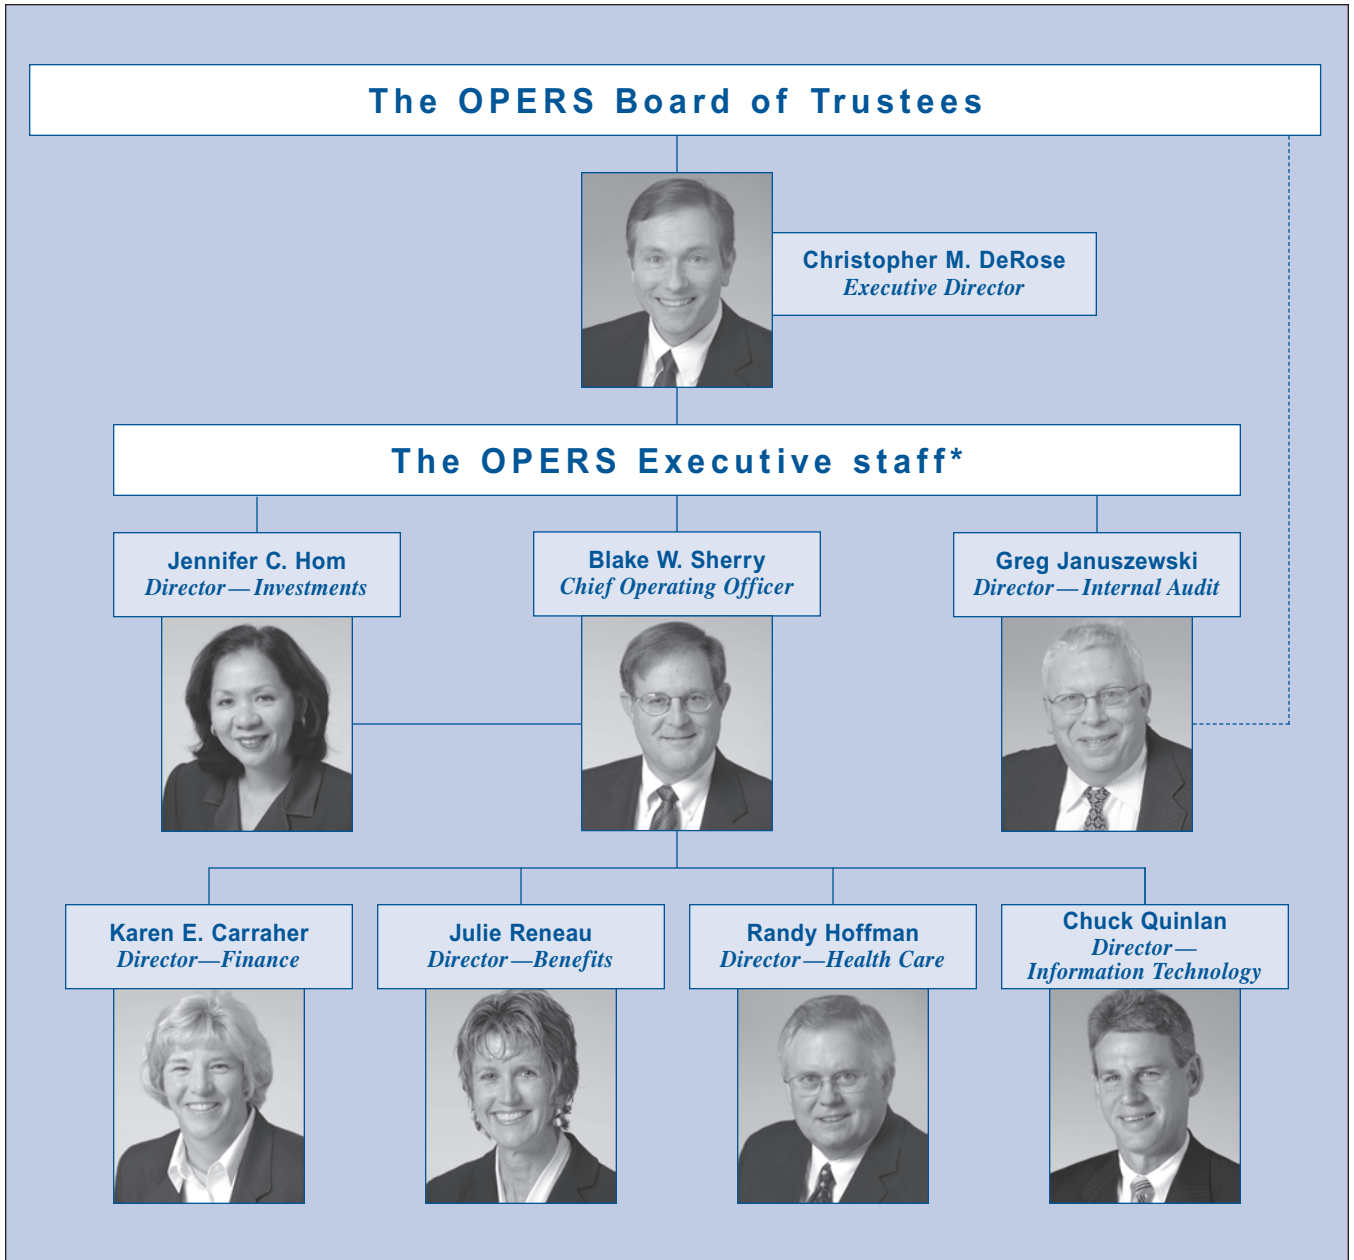 The OPERS Board of Trustees
Christopher M. DeRose
Executive Director
The OPERS Executive staff*
Jennifer C. Hom
Director—Investments
Blake W. Sherry
Chief Operating Officer
Greg Januszewski
Director—Internal Audit
Karen E. Carraher
Director—Finance
Julie Reneau
Director—Benefits
Randy Hoffman
Director—Health Care
Chuck Quinlan
Director—
Information Technology